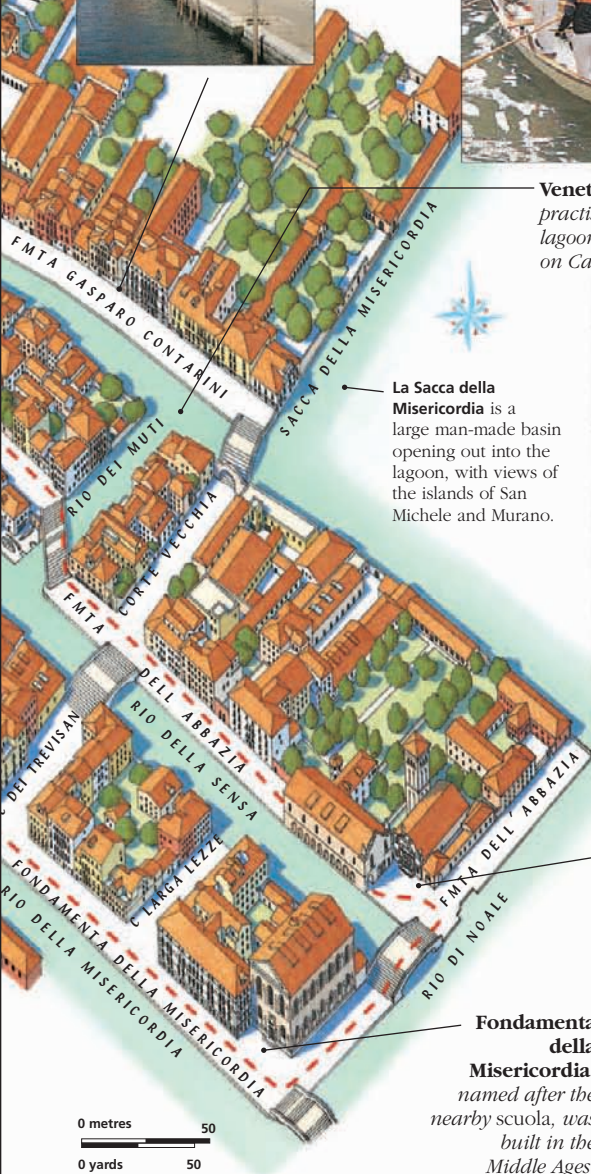 Venet
practis
lagoon
on Ca
FMTA GASPARO CONTARINI
SACCA DELLA MISERICORDIA
La Sacca della
Misericordia is a
large man-made basin
opening out into the
lagoon, with views of
the islands of San
Michele and Murano.
RIO DEI MUTI
CORTE VECCHIA
FMTA
DELL ABBAZIA
RIO DELLA SENSA
DEI TREVISAN
C LARGA LEZZE
FMTA DELL'ABBAZIA
RIO DI NOALE
FONDAMENTA DELLA MISERICORDIA
RIO DELLA MISERICORDIA
Fondamenta
della
Misericordia
named after the
nearby scuola, was
built in the
Middle Ages
0 metres 50
0 yards 50